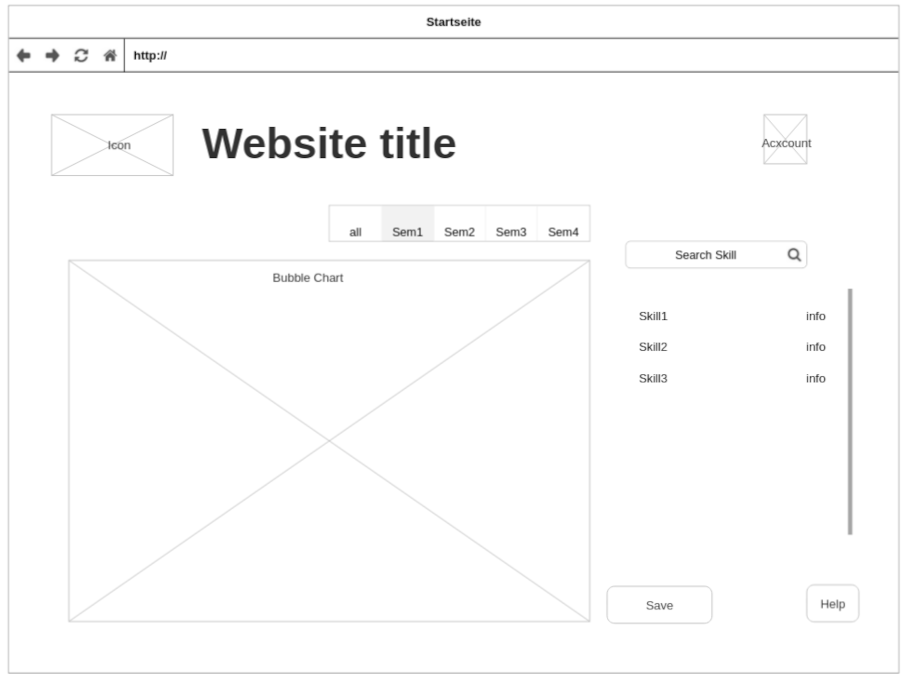 Startseite
http://
Icon
Website title
Acxcount
all Sem1 Sem2 Sem3 Sem4
Search Skill
Bubble Chart
Skill1 info
Skill2 info
Skill3 info
Save
Help